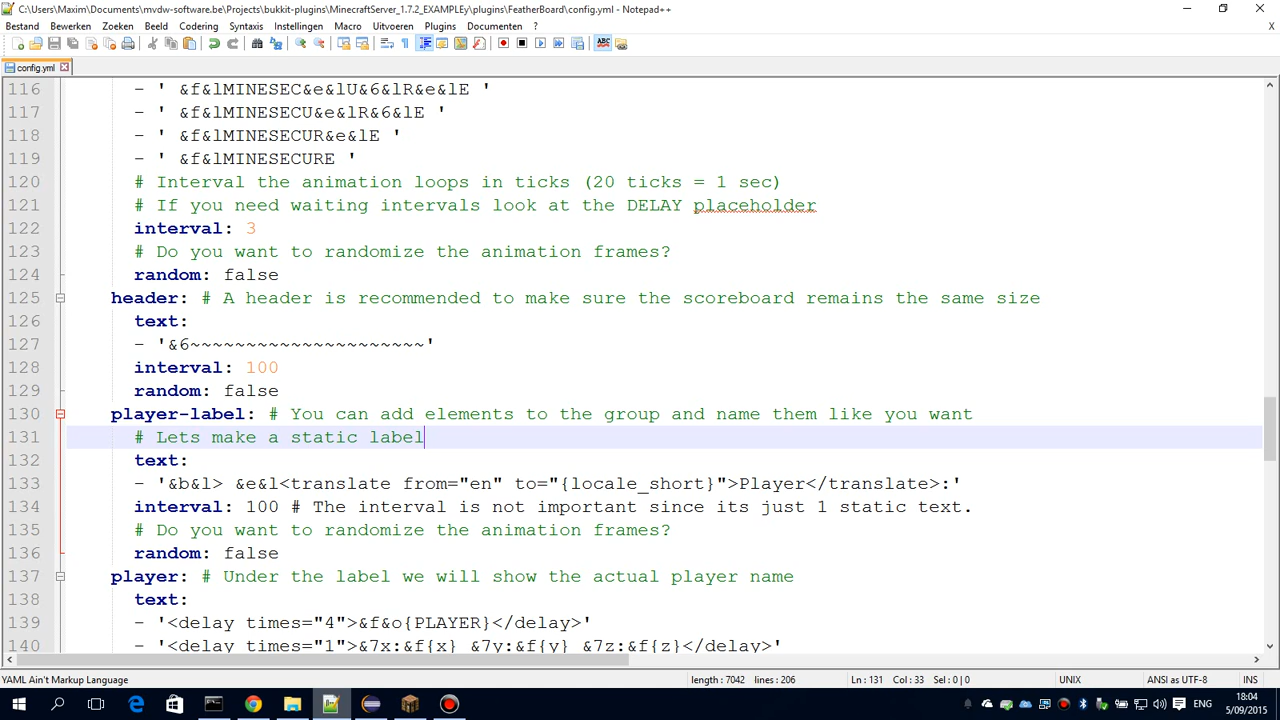 C:\Users\Maxim\Documents\mvdw-software.be\Projects\bukkit-plugins\MinecraftServer_1.7.2_EXAMPLEy\plugins\FeatherBoard\config.yml - Notepad++
Bestand Bewerken Zoeken Beeld Codering Syntaxis Instellingen Macro Uitvoeren Plugins Documenten ?
X
config.yml
116 - ' &f&lMINESEC&e&lU&6&lR&e&lE '
117 - ' &f&lMINESECU&e&lR&6&lE '
118 - ' &f&lMINESECUR&e&lE '
119 - ' &f&lMINESECURE '
120 # Interval the animation loops in ticks (20 ticks = 1 sec)
121 # If you need waiting intervals look at the DELAY placeholder
122 interval: 3
123 # Do you want to randomize the animation frames?
124 random: false
125 header: # A header is recommended to make sure the scoreboard remains the same size
126 text:
127 - '&6~~~~~~~~~~~~~~~~~~~~~'
128 interval: 100
129 random: false
130 player-label: # You can add elements to the group and name them like you want
131 # Lets make a static label
132 text:
133 - '&b&l> &e&l<translate from="en" to="{locale_short}">Player</translate>:'
134 interval: 100 # The interval is not important since its just 1 static text.
135 # Do you want to randomize the animation frames?
136 random: false
137 player: # Under the label we will show the actual player name
138 text:
139 - '<delay times="4">&f&o{PLAYER}</delay>'
140 - '<delay times="1">&7x:&f{x} &7y:&f{y} &7z:&f{z}</delay>'
YAML Ain't Markup Language length : 7042 lines : 206 Ln : 131 Col : 33 Sel : 0 | 0 UNIX ANSI as UTF-8 INS
ENG 18:04
5/09/2015